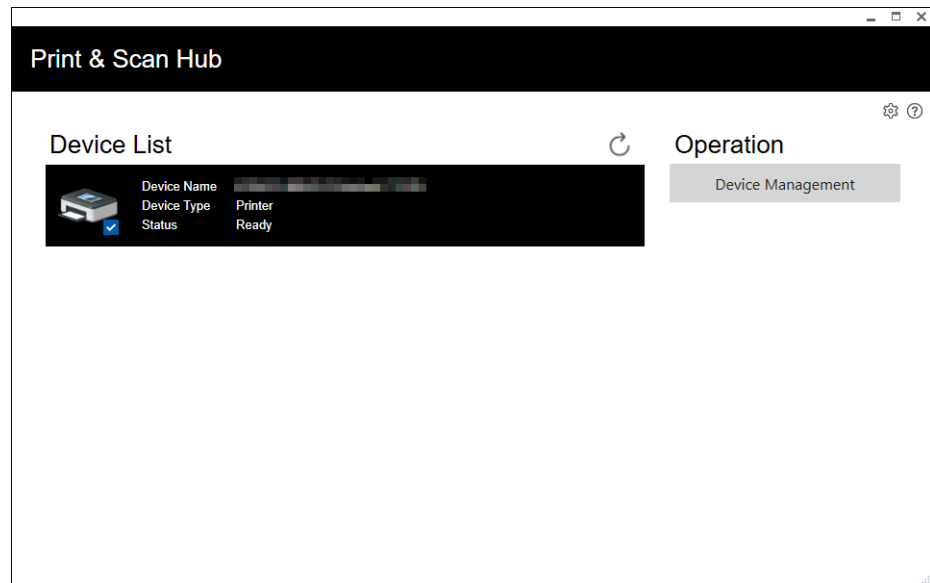 Print & Scan Hub
Device List
Operation
Device Name
Device Type Printer
Status Ready
Device Management